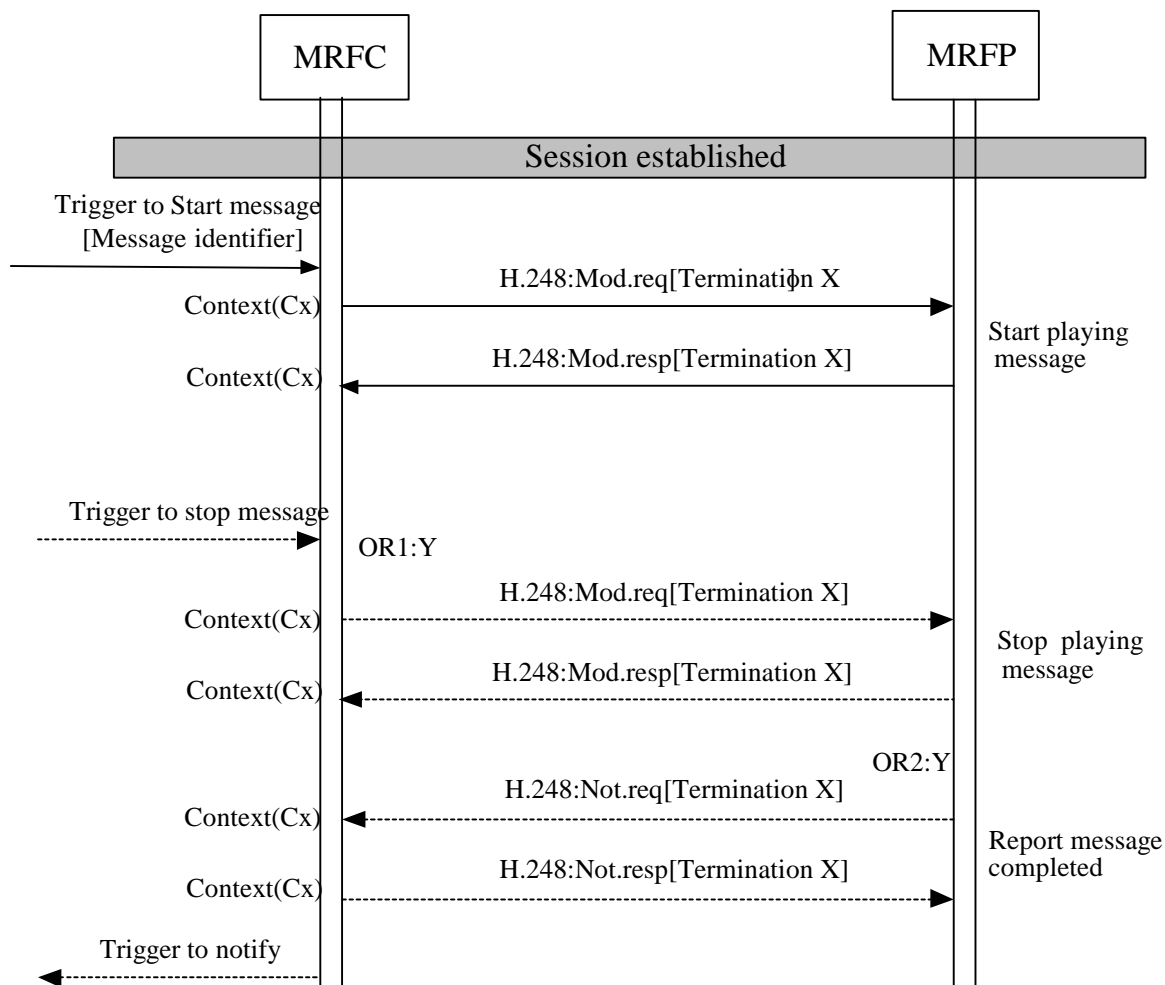 MRFC
MRFP
Session established
Trigger to Start message
[Message identifier]
H.248:Mod.req[Termination X
Context(Cx)
Start playing
message
H.248:Mod.resp[Termination X]
Context(Cx)
Trigger to stop message
OR1:Y
H.248:Mod.req[Termination X]
Context(Cx)
Stop playing
message
H.248:Mod.resp[Termination X]
Context(Cx)
OR2:Y
H.248:Not.req[Termination X]
Context(Cx)
Report message
completed
H.248:Not.resp[Termination X]
Context(Cx)
Trigger to notify